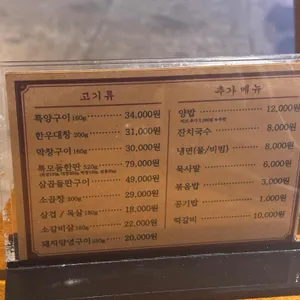 고기류
특양구이 160g 34,000원
한우대창 200g 31,000원
막창구이 160g 30,000원
특모듬한판 520g 79,000원
삼겹돌판구이 49,000원
소곱창 200g 29,000원
삼겹 / 목살 180g 18,000원
소갈비살 160g 22,000원
돼지양념구이 250g 20,000원
추가메뉴
양밥 12,000원
잔치국수 8,000원
냉면(물/비빔) 8,000원
육사발 6,000원
볶음밥 3,000원
공기밥 1,000원
떡갈비 10,000원